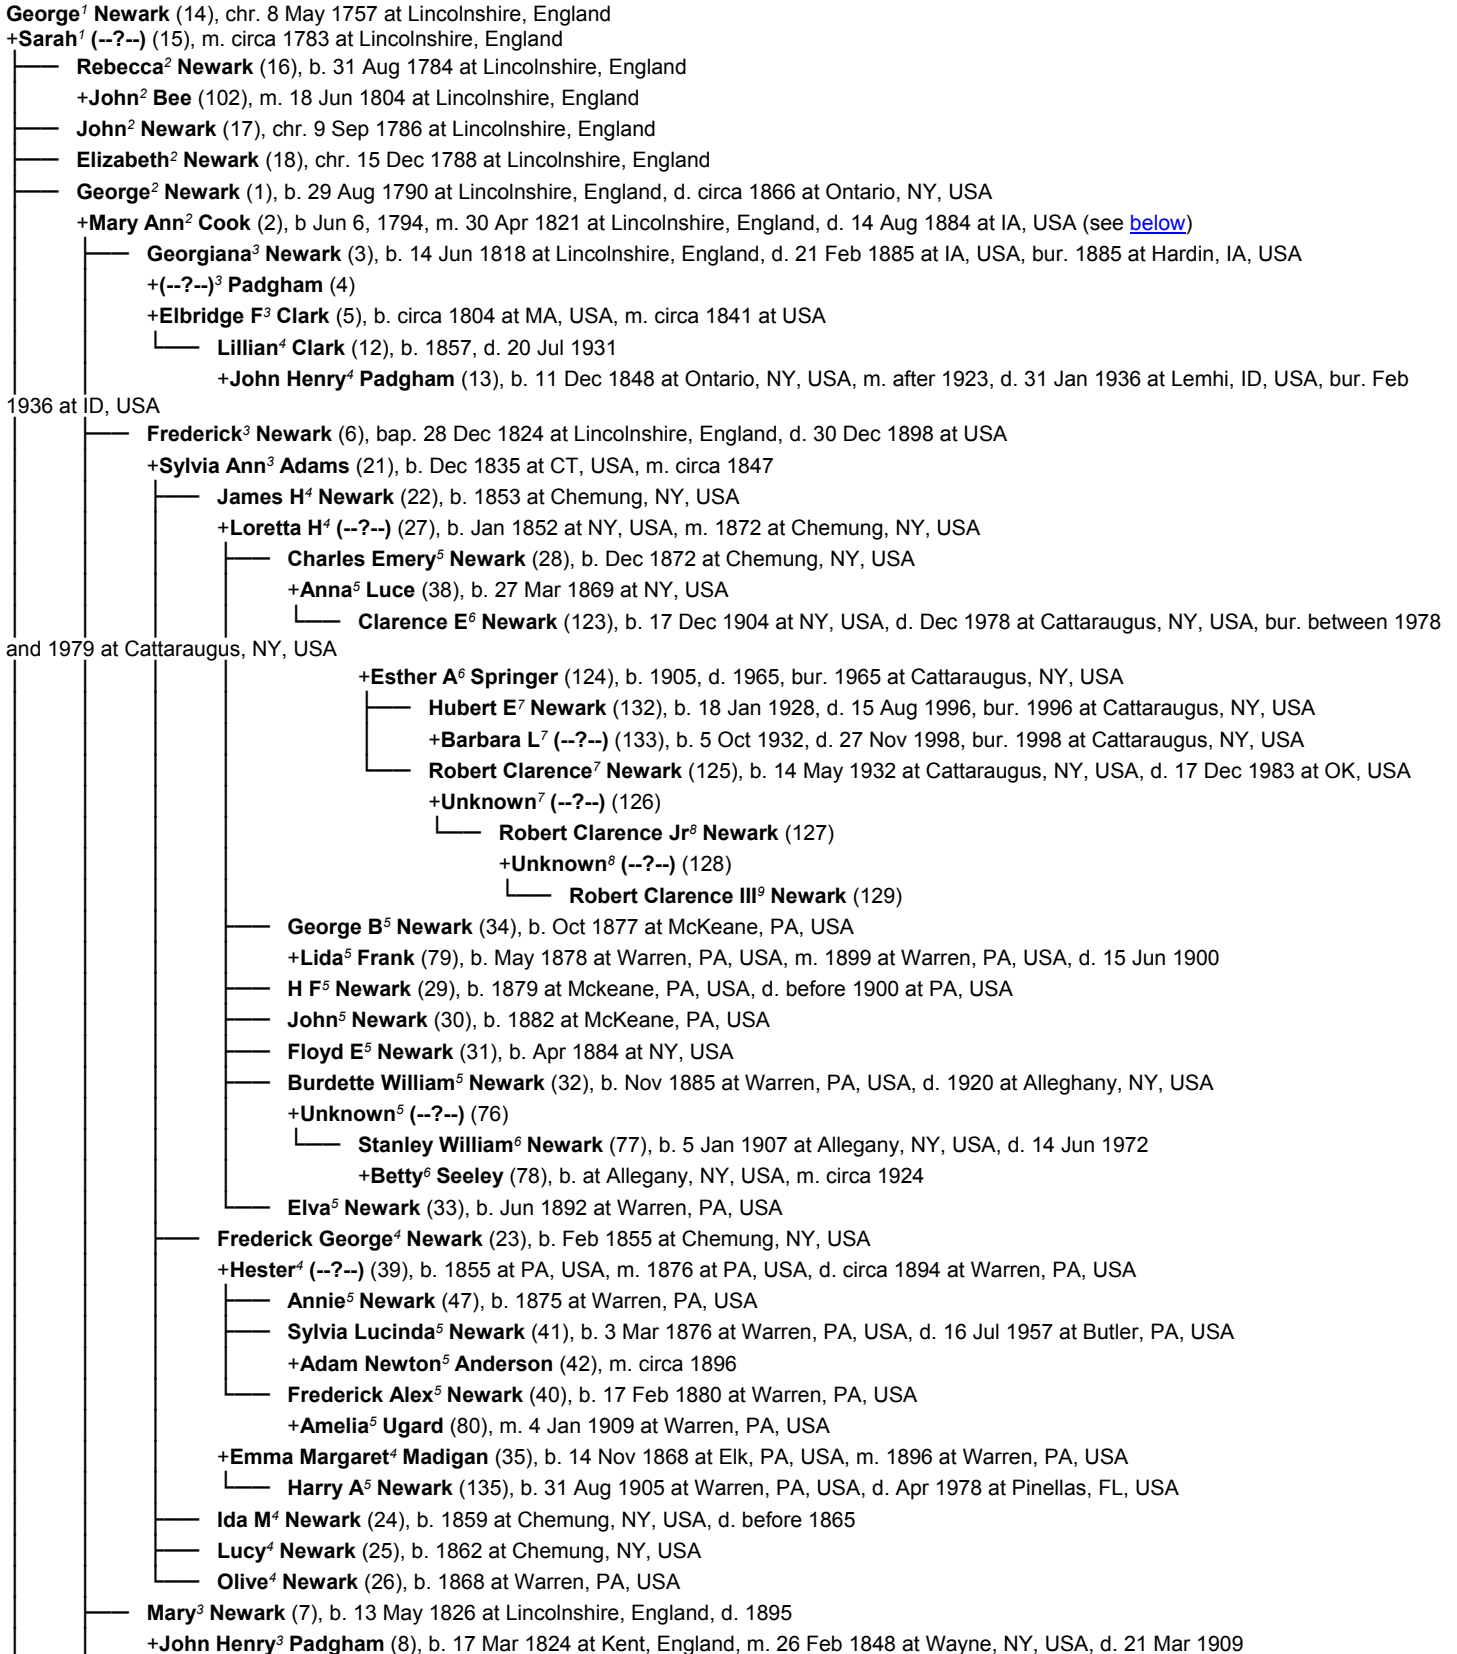 George1 Newark (14), chr. 8 May 1757 at Lincolnshire, England
+Sarah1 (--?--) (15), m. circa 1783 at Lincolnshire, England
Rebecca2 Newark (16), b. 31 Aug 1784 at Lincolnshire, England
+John2 Bee (102), m. 18 Jun 1804 at Lincolnshire, England
John2 Newark (17), chr. 9 Sep 1786 at Lincolnshire, England
Elizabeth2 Newark (18), chr. 15 Dec 1788 at Lincolnshire, England
George2 Newark (1), b. 29 Aug 1790 at Lincolnshire, England, d. circa 1866 at Ontario, NY, USA
+Mary Ann2 Cook (2), b Jun 6, 1794, m. 30 Apr 1821 at Lincolnshire, England, d. 14 Aug 1884 at IA, USA (see below)
Georgiana3 Newark (3), b. 14 Jun 1818 at Lincolnshire, England, d. 21 Feb 1885 at IA, USA, bur. 1885 at Hardin, IA, USA
+(--?--)3 Padgham (4)
+Elbridge F3 Clark (5), b. circa 1804 at MA, USA, m. circa 1841 at USA
Lillian4 Clark (12), b. 1857, d. 20 Jul 1931
+John Henry4 Padgham (13), b. 11 Dec 1848 at Ontario, NY, USA, m. after 1923, d. 31 Jan 1936 at Lemhi, ID, USA, bur. Feb
1936 at ID, USA
Frederick3 Newark (6), bap. 28 Dec 1824 at Lincolnshire, England, d. 30 Dec 1898 at USA
+Sylvia Ann3 Adams (21), b. Dec 1835 at CT, USA, m. circa 1847
James H4 Newark (22), b. 1853 at Chemung, NY, USA
+Loretta H4 (--?--) (27), b. Jan 1852 at NY, USA, m. 1872 at Chemung, NY, USA
Charles Emery5 Newark (28), b. Dec 1872 at Chemung, NY, USA
+Anna5 Luce (38), b. 27 Mar 1869 at NY, USA
Clarence E6 Newark (123), b. 17 Dec 1904 at NY, USA, d. Dec 1978 at Cattaraugus, NY, USA, bur. between 1978
and 1979 at Cattaraugus, NY, USA
+Esther A6 Springer (124), b. 1905, d. 1965, bur. 1965 at Cattaraugus, NY, USA
Hubert E7 Newark (132), b. 18 Jan 1928, d. 15 Aug 1996, bur. 1996 at Cattaraugus, NY, USA
+Barbara L7 (--?--) (133), b. 5 Oct 1932, d. 27 Nov 1998, bur. 1998 at Cattaraugus, NY, USA
Robert Clarence7 Newark (125), b. 14 May 1932 at Cattaraugus, NY, USA, d. 17 Dec 1983 at OK, USA
+Unknown7 (--?--) (126)
Robert Clarence Jr8 Newark (127)
+Unknown8 (--?--) (128)
Robert Clarence III9 Newark (129)
George B5 Newark (34), b. Oct 1877 at McKeane, PA, USA
+Lida5 Frank (79), b. May 1878 at Warren, PA, USA, m. 1899 at Warren, PA, USA, d. 15 Jun 1900
H F5 Newark (29), b. 1879 at Mckeane, PA, USA, d. before 1900 at PA, USA
John5 Newark (30), b. 1882 at McKeane, PA, USA
Floyd E5 Newark (31), b. Apr 1884 at NY, USA
Burdette William5 Newark (32), b. Nov 1885 at Warren, PA, USA, d. 1920 at Alleghany, NY, USA
+Unknown5 (--?--) (76)
Stanley William6 Newark (77), b. 5 Jan 1907 at Allegany, NY, USA, d. 14 Jun 1972
+Betty6 Seeley (78), b. at Allegany, NY, USA, m. circa 1924
Elva5 Newark (33), b. Jun 1892 at Warren, PA, USA
Frederick George4 Newark (23), b. Feb 1855 at Chemung, NY, USA
+Hester4 (--?--) (39), b. 1855 at PA, USA, m. 1876 at PA, USA, d. circa 1894 at Warren, PA, USA
Annie5 Newark (47), b. 1875 at Warren, PA, USA
Sylvia Lucinda5 Newark (41), b. 3 Mar 1876 at Warren, PA, USA, d. 16 Jul 1957 at Butler, PA, USA
+Adam Newton5 Anderson (42), m. circa 1896
Frederick Alex5 Newark (40), b. 17 Feb 1880 at Warren, PA, USA
+Amelia5 Ugard (80), m. 4 Jan 1909 at Warren, PA, USA
+Emma Margaret4 Madigan (35), b. 14 Nov 1868 at Elk, PA, USA, m. 1896 at Warren, PA, USA
Harry A5 Newark (135), b. 31 Aug 1905 at Warren, PA, USA, d. Apr 1978 at Pinellas, FL, USA
Ida M4 Newark (24), b. 1859 at Chemung, NY, USA, d. before 1865
Lucy4 Newark (25), b. 1862 at Chemung, NY, USA
Olive4 Newark (26), b. 1868 at Warren, PA, USA
Mary3 Newark (7), b. 13 May 1826 at Lincolnshire, England, d. 1895
+John Henry3 Padgham (8), b. 17 Mar 1824 at Kent, England, m. 26 Feb 1848 at Wayne, NY, USA, d. 21 Mar 1909